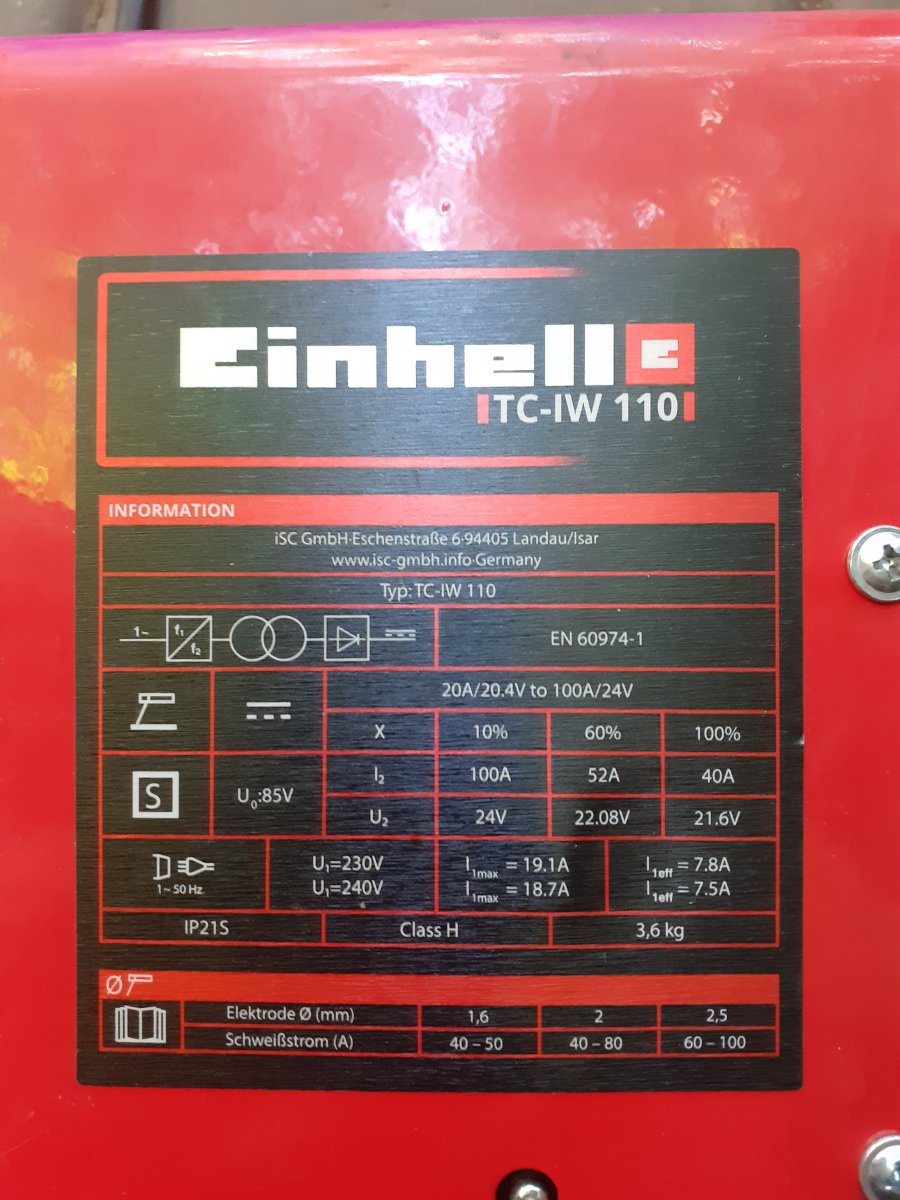 Einhell
TC-IW 110
INFORMATION
iSC GmbH·Eschenstraße 6·94405 Landau/Isar
www.isc-gmbh.info·Germany
Typ: TC-IW 110
1~ f₁ f₂
EN 60974-1
20A/20.4V to 100A/24V
X 10% 60% 100%
S
U₀:85V
I₂ 100A 52A 40A
U₂ 24V 22.08V 21.6V
1~50 Hz
U₁=230V I₁max = 19.1A I₁eff = 7.8A
U₁=240V I₁max = 18.7A I₁eff = 7.5A
IP21S Class H 3,6 kg
Ø
Elektrode Ø (mm) 1,6 2 2,5
Schweißstrom (A) 40 – 50 40 – 80 60 – 100